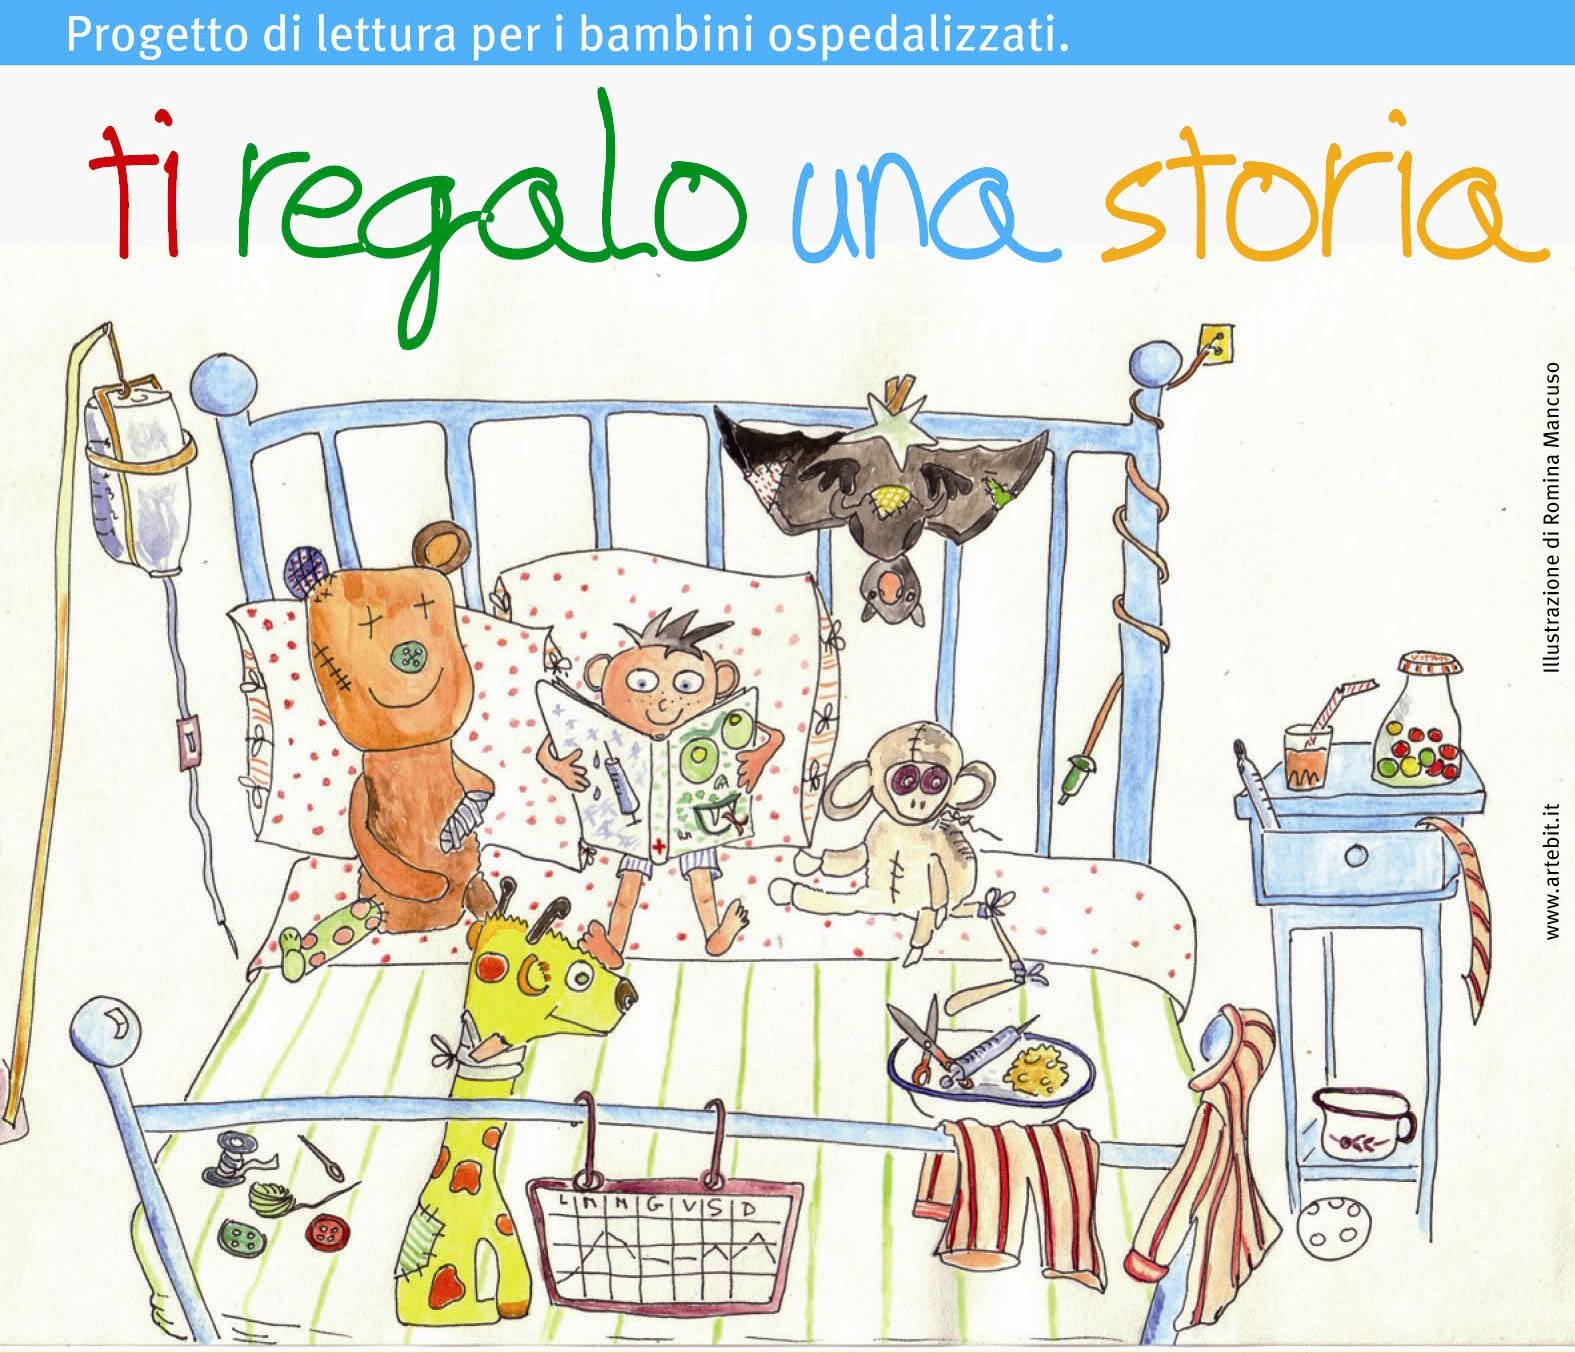 Progetto di lettura per i bambini ospedalizzati.
ti regalo una storia
Illustrazione di Romina Mancuso
www.artebit.it
L M M G V S D